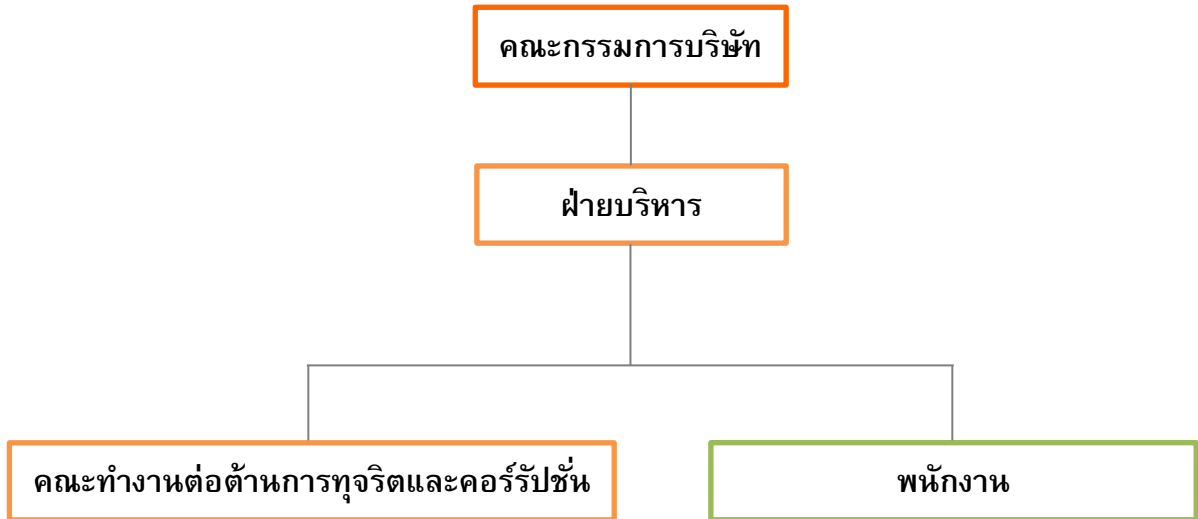 คณะกรรมการบริษัท
ฝ่ายบริหาร
คณะทำงานต่อต้านการทุจริตและคอร์รัปชั่น
พนักงาน